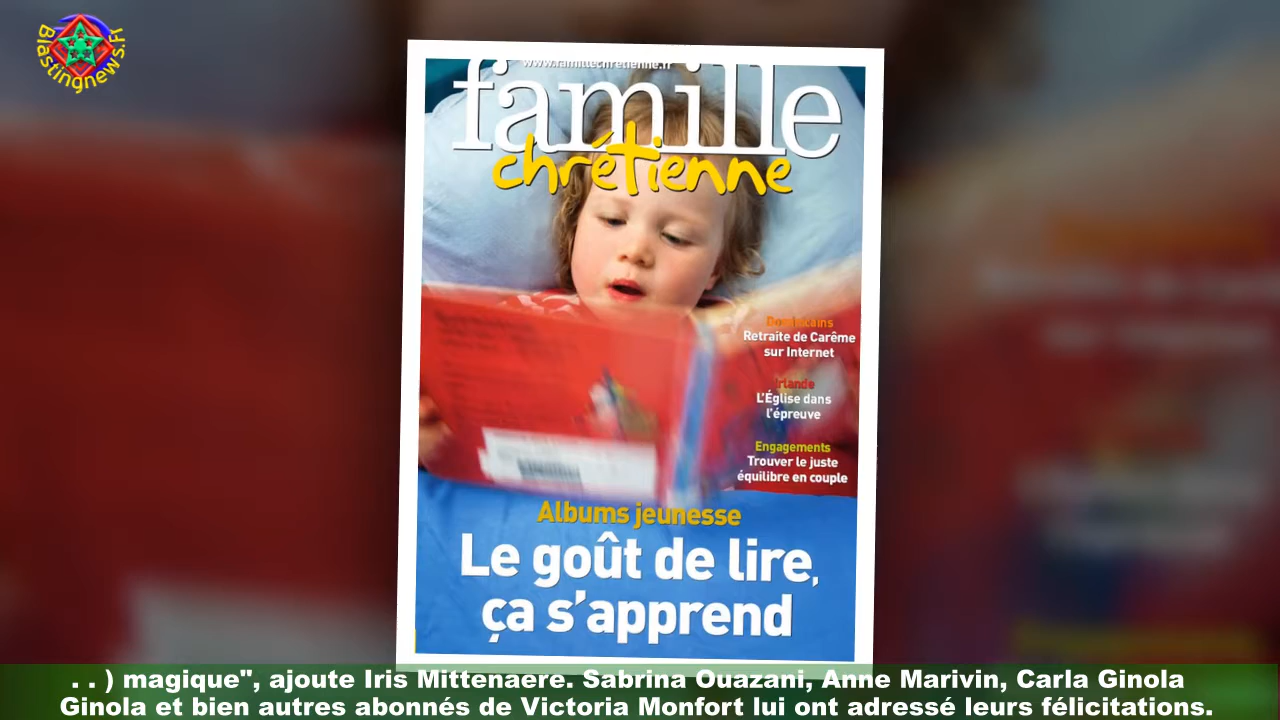 Blastingnews.Fr
www.famillechretienne.fr
famille
chrétienne
Dominicains
Retraite de Carême
sur Internet
Irlande
L'Église dans
l'épreuve
Engagements
Trouver le juste
équilibre en couple
Albums jeunesse
Le goût de lire,
ça s'apprend
. . ) magique", ajoute Iris Mittenaere. Sabrina Ouazani, Anne Marivin, Carla Ginola
Ginola et bien autres abonnés de Victoria Monfort lui ont adressé leurs félicitations.